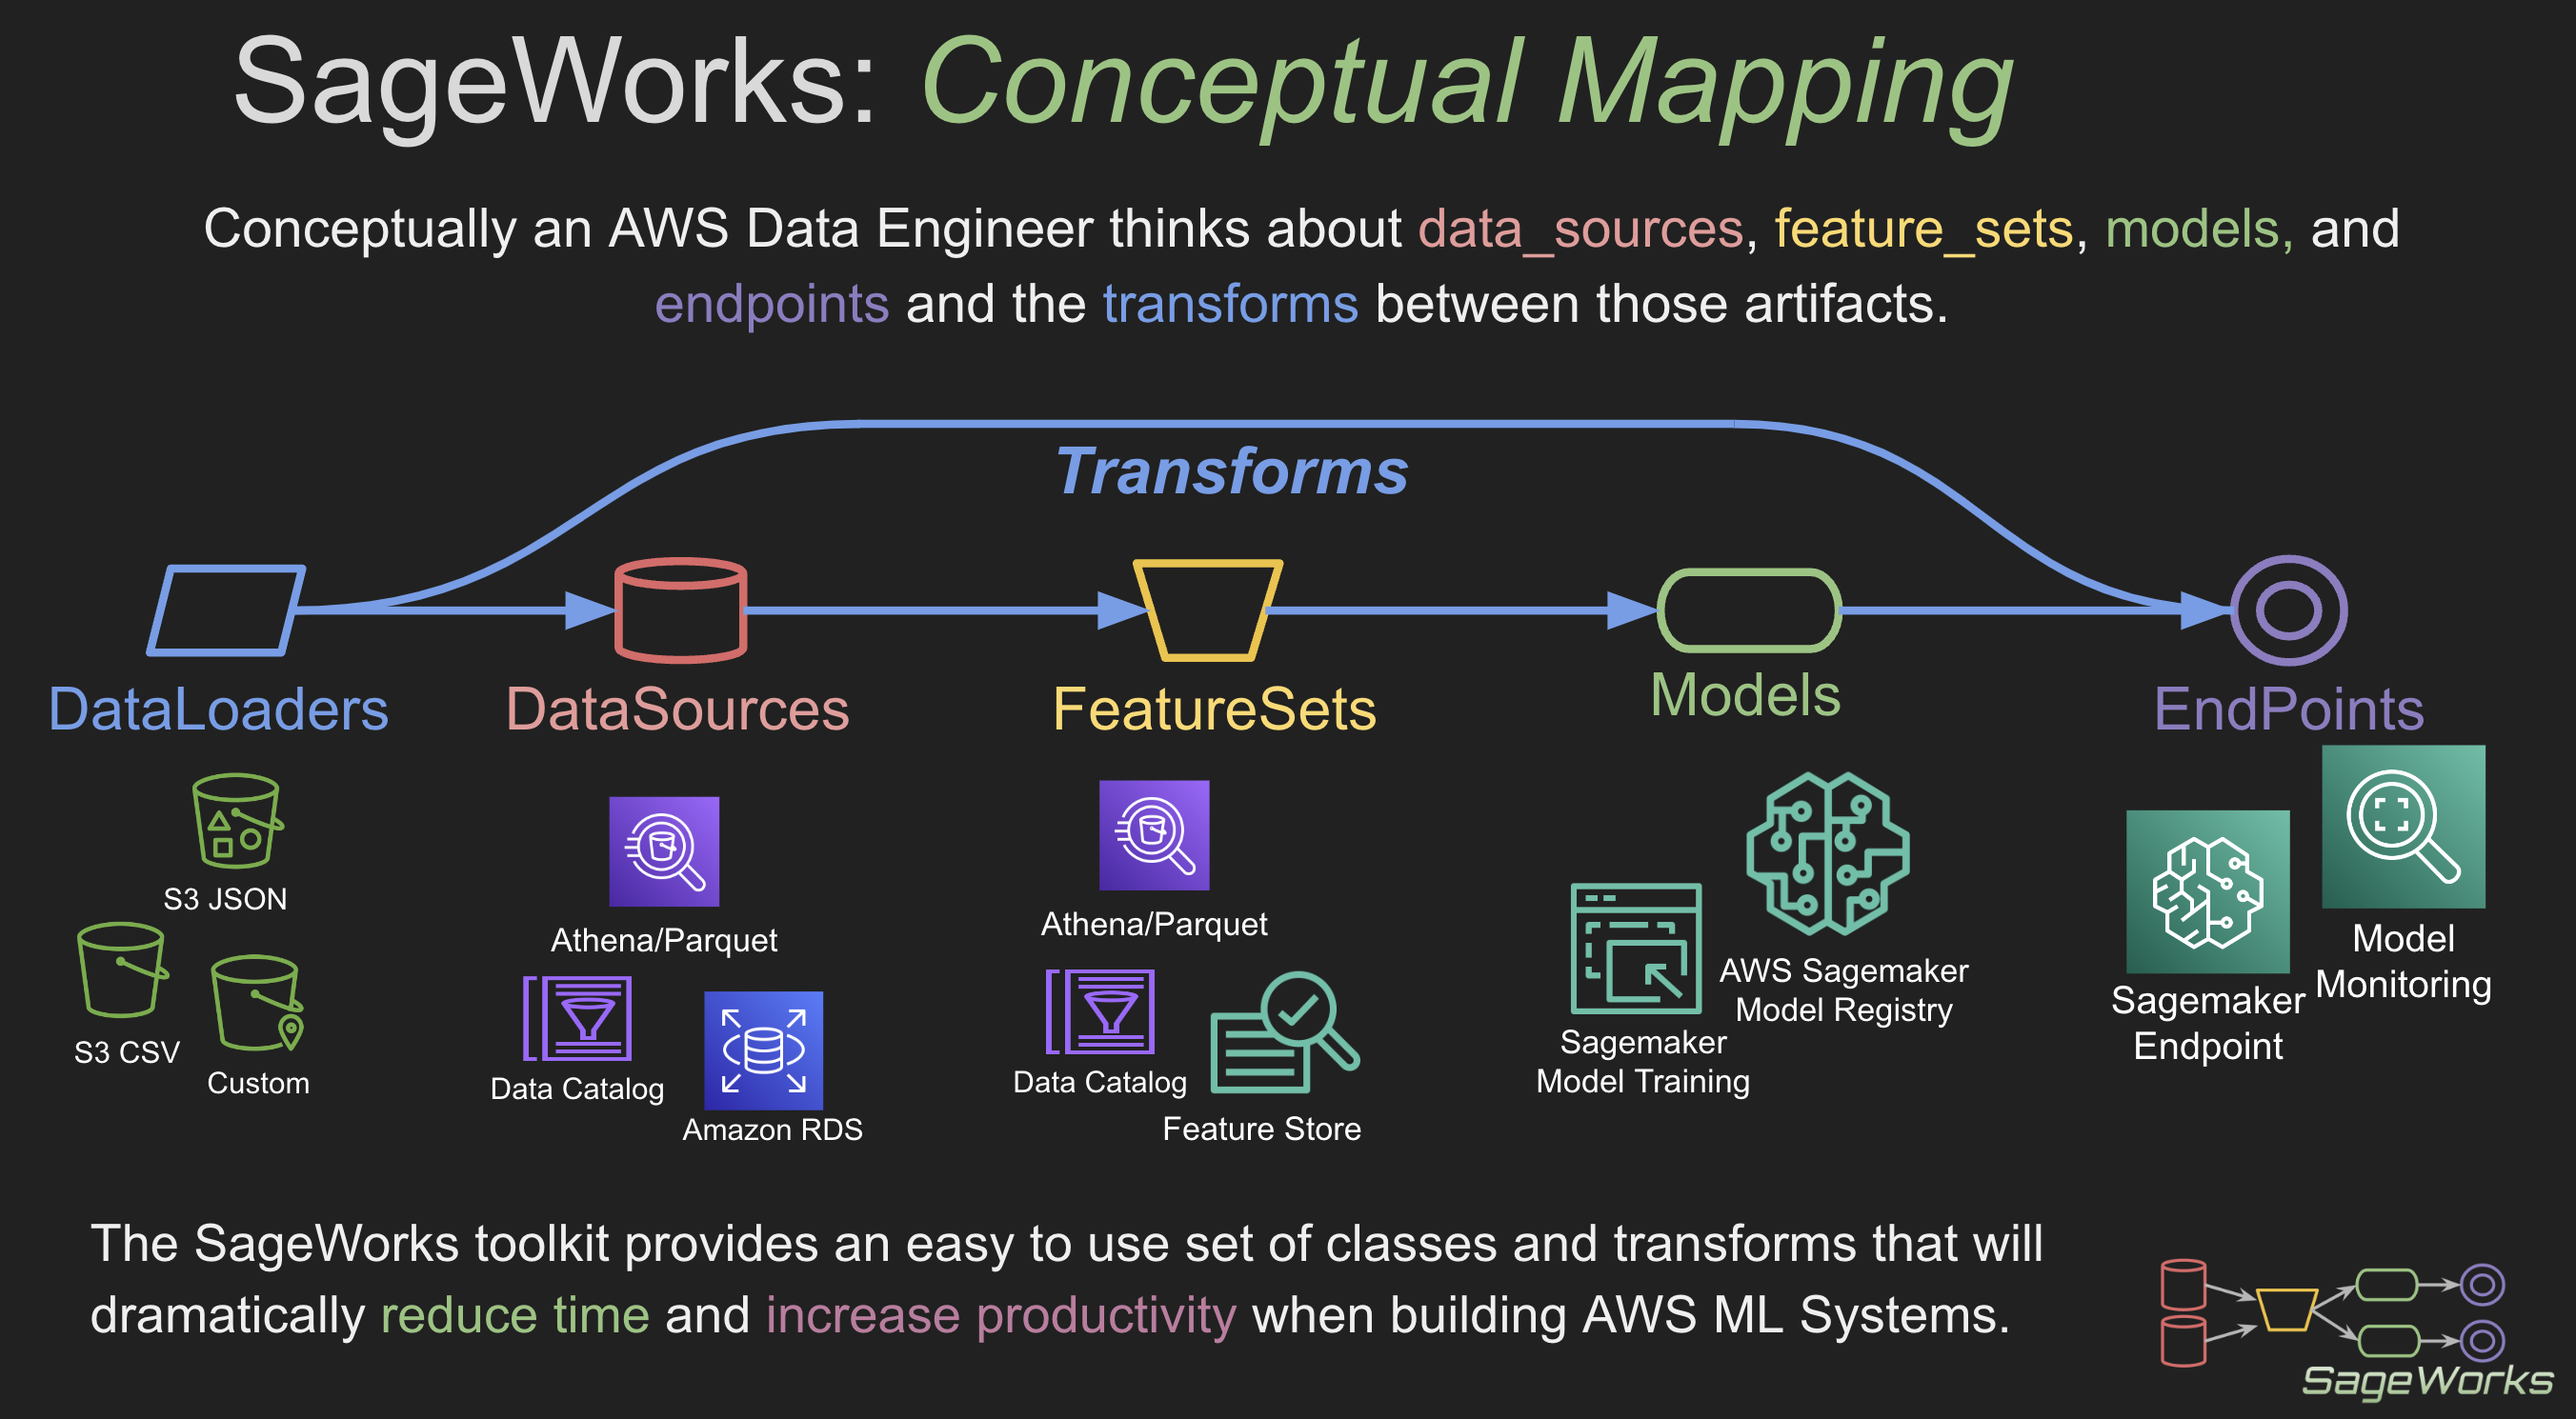 SageWorks: Conceptual Mapping
Conceptually an AWS Data Engineer thinks about data_sources, feature_sets, models, and
endpoints and the transforms between those artifacts.
Transforms
DataLoaders
DataSources
FeatureSets
Models
EndPoints
S3 JSON
S3 CSV
Custom
Athena/Parquet
Data Catalog
Amazon RDS
Athena/Parquet
Data Catalog
Feature Store
Sagemaker
Model Training
AWS Sagemaker
Model Registry
Sagemaker
Endpoint
Model
Monitoring
The SageWorks toolkit provides an easy to use set of classes and transforms that will
dramatically reduce time and increase productivity when building AWS ML Systems.
SageWorks